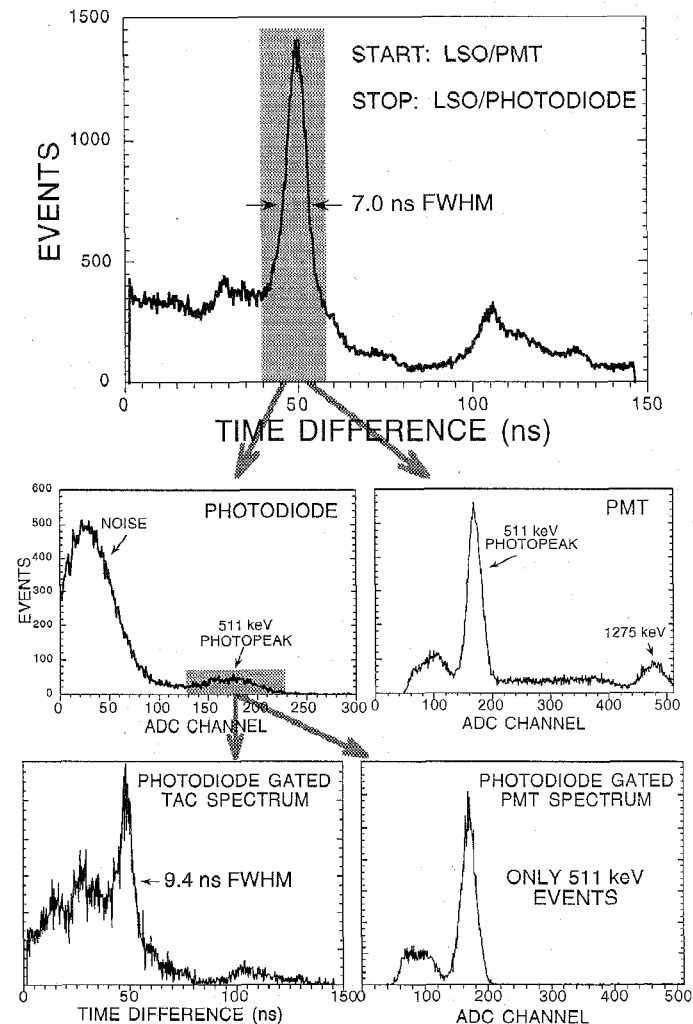 1500
1000
500
0
EVENTS
START: LSO/PMT
STOP: LSO/PHOTODIODE
7.0 ns FWHM
0 50 100 150
TIME DIFFERENCE (ns)
600
500
400
300
200
100
0
EVENTS
PHOTODIODE
NOISE
511 keV
PHOTOPEAK
0 50 100 150 200 250 300
ADC CHANNEL
PMT
511 keV
PHOTOPEAK
1275 keV
0 100 200 300 400 500
ADC CHANNEL
PHOTODIODE GATED
TAC SPECTRUM
9.4 ns FWHM
0 50 100 150
TIME DIFFERENCE (ns)
PHOTODIODE GATED
PMT SPECTRUM
ONLY 511 keV
EVENTS
0 100 200 300 400 500
ADC CHANNEL